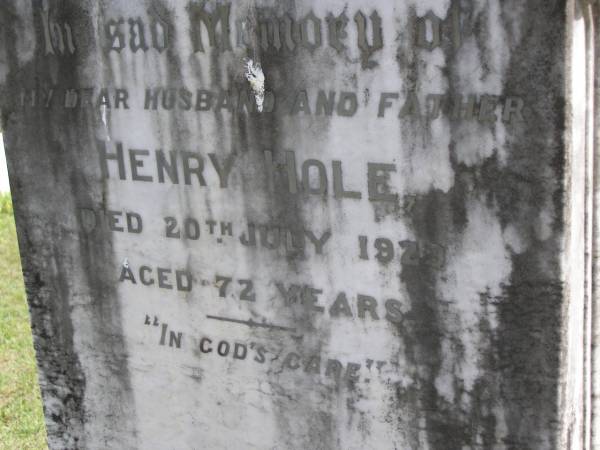 In sad Memory of
MY DEAR HUSBAND AND FATHER
HENRY HOLE,
DIED 20TH JULY
AGED 72 YEARS
"IN GOD'S CARE"